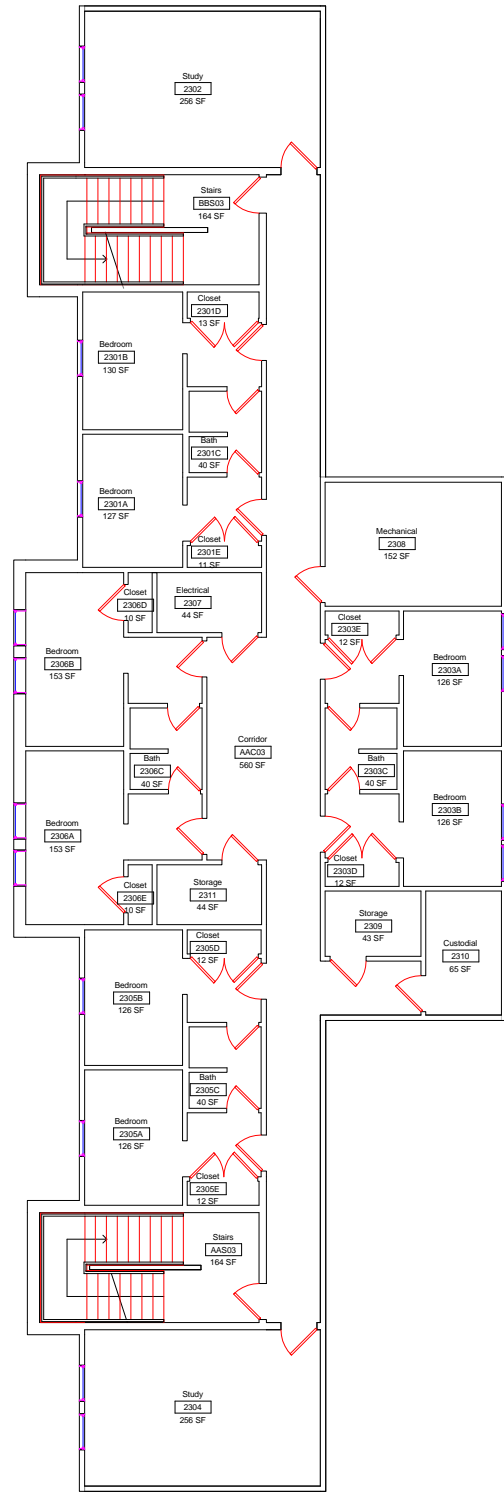 Study
2302
256 SF
Stairs
BBS03
164 SF
Closet
2301D
13 SF
Bedroom
2301B
130 SF
Bath
2301C
40 SF
Bedroom
2301A
127 SF
Closet
2301E
11 SF
Mechanical
2308
152 SF
Closet
2306D
10 SF
Electrical
2307
44 SF
Closet
2303E
12 SF
Bedroom
2306B
153 SF
Bedroom
2303A
126 SF
Corridor
AAC03
560 SF
Bath
2306C
40 SF
Bath
2303C
40 SF
Bedroom
2306A
153 SF
Bedroom
2303B
126 SF
Closet
2306E
10 SF
Storage
2311
44 SF
Closet
2303D
12 SF
Storage
2309
43 SF
Custodial
2310
65 SF
Closet
2305D
12 SF
Bedroom
2305B
126 SF
Bath
2305C
40 SF
Bedroom
2305A
126 SF
Closet
2305E
12 SF
Stairs
AAS03
164 SF
Study
2304
256 SF